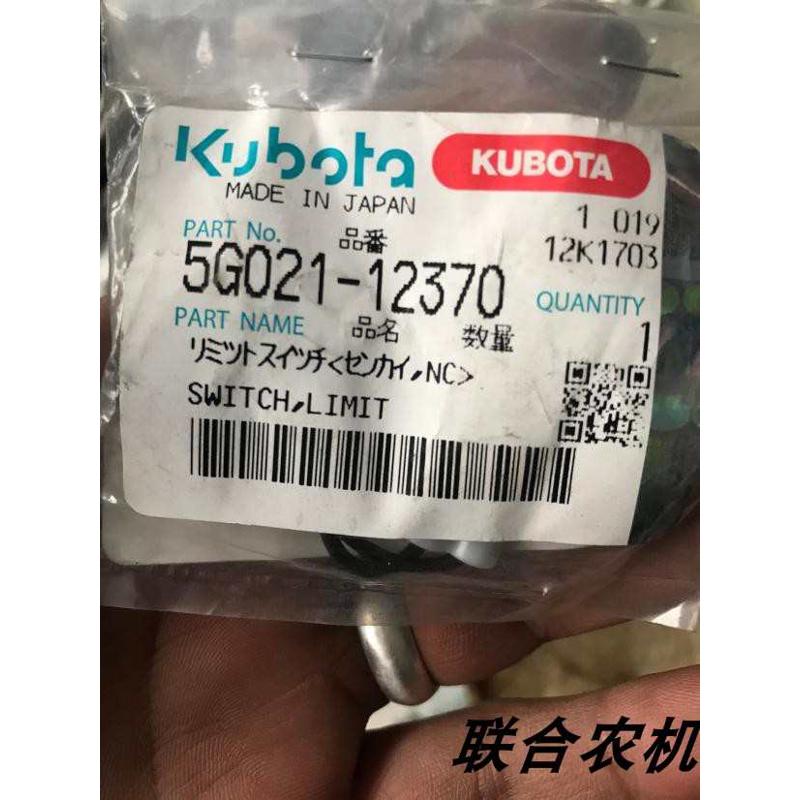 Kubota KUBOTA
MADE IN JAPAN
1 019
PART No. 品番 12K1703
5G021-12370 QUANTITY
PART NAME 品名 数量 1
リミットスイッチ<センカイ,NC>
SWITCH,LIMIT
联合农机